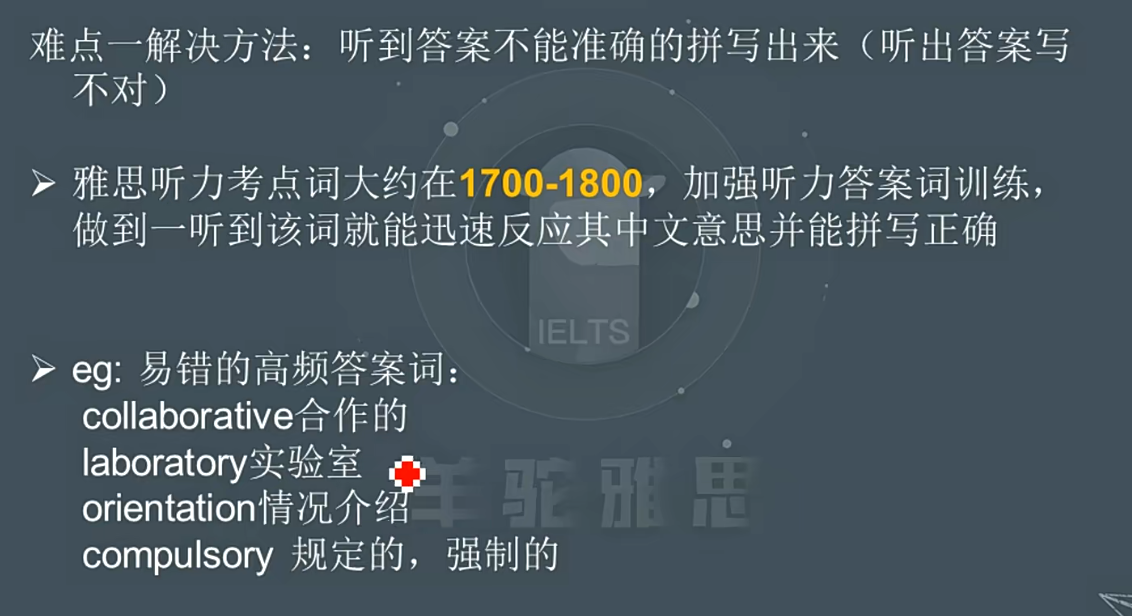 难点一解决方法：听到答案不能准确的拼写出来（听出答案写
不对）
➢ 雅思听力考点词大约在1700-1800，加强听力答案词训练，
做到一听到该词就能迅速反应其中文意思并能拼写正确
IELTS
➢ eg: 易错的高频答案词：
collaborative合作的
laboratory实验室
orientation情况介绍
compulsory 规定的，强制的
羊驼雅思